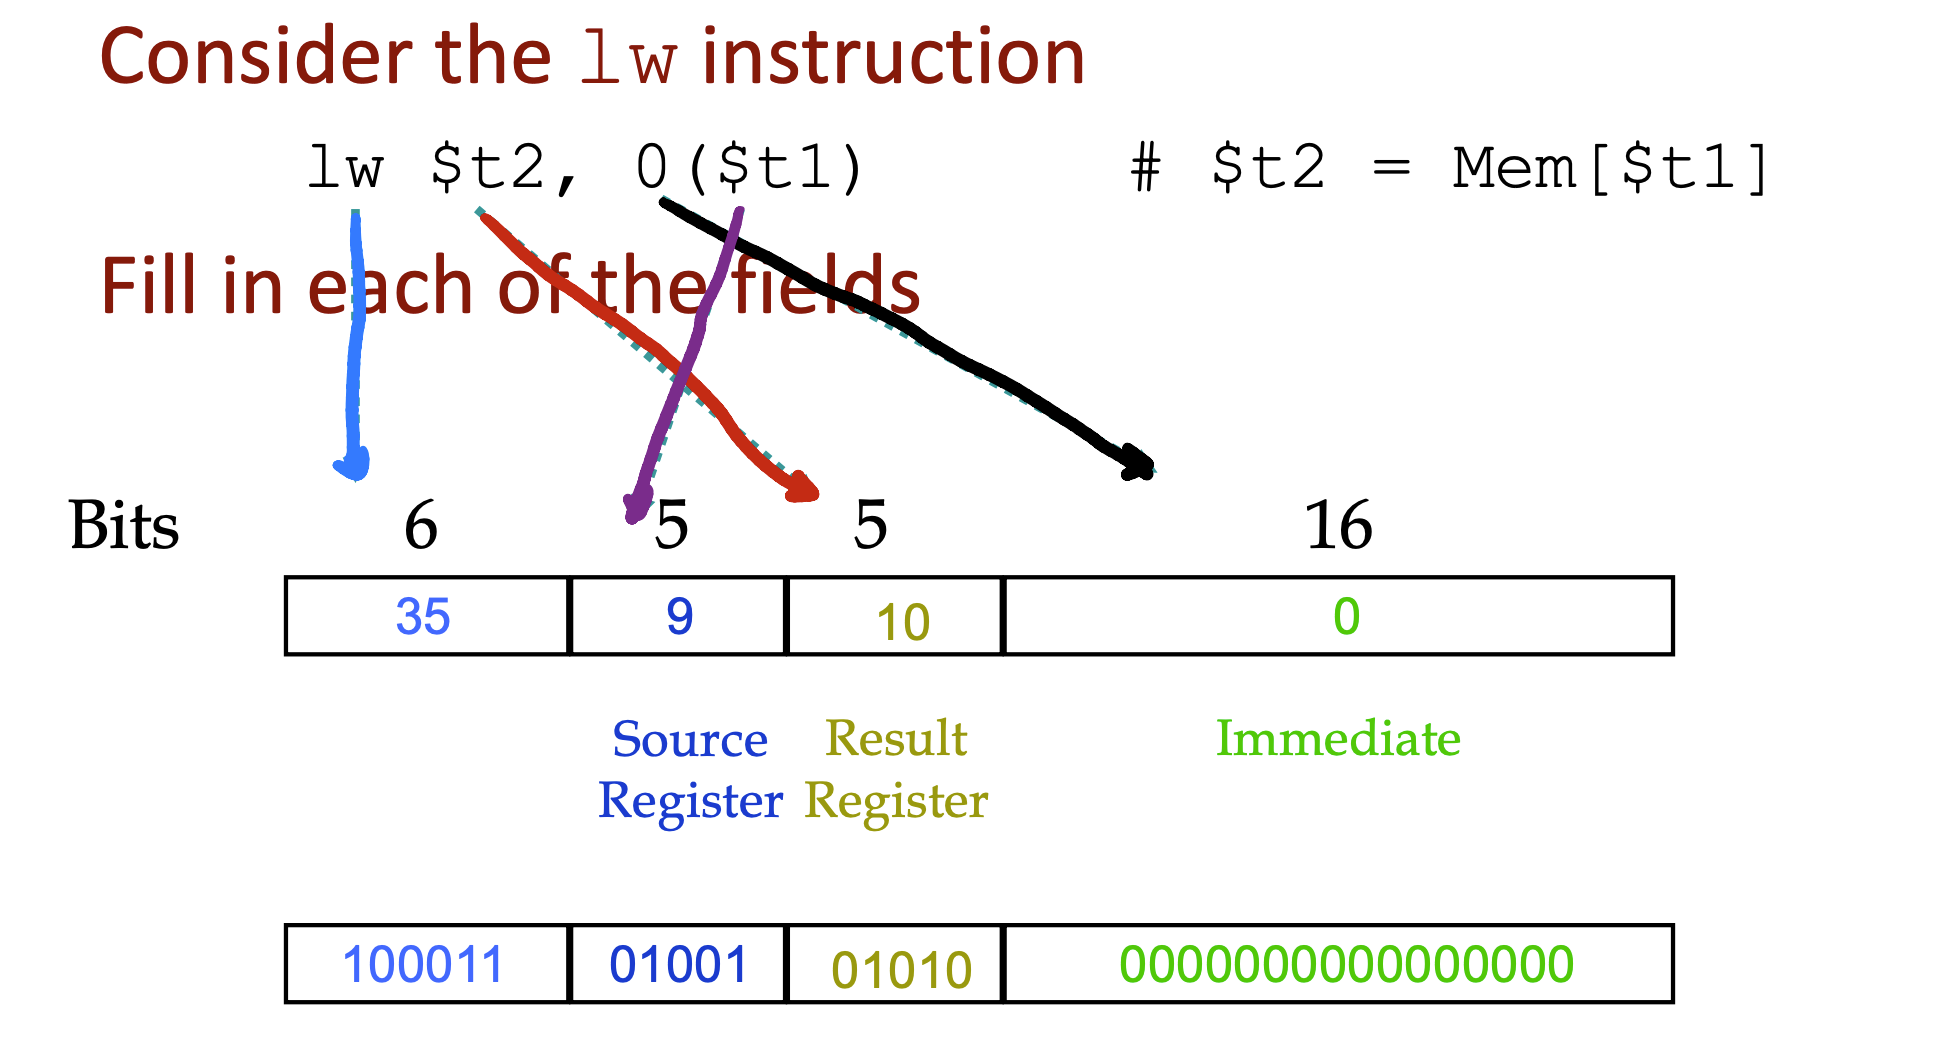 Consider the lw instruction
lw $t2, 0($t1) # $t2 = Mem[$t1]
Fill in each of the fields
Bits 6 5 5 16
35 9 10 0
Source Register Result Register Immediate
100011 01001 01010 0000000000000000